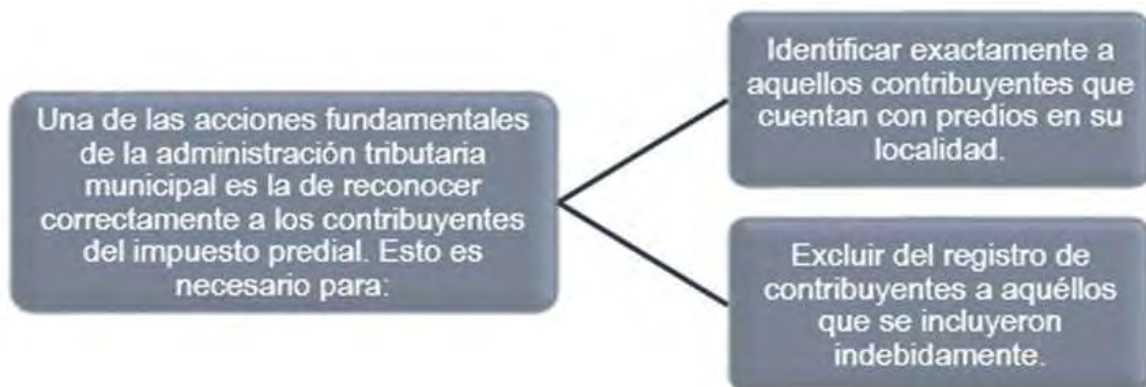 Una de las acciones fundamentales
de la administración tributaria
municipal es la de reconocer
correctamente a los contribuyentes
del impuesto predial. Esto es
necesario para:
Identificar exactamente a
aquellos contribuyentes que
cuentan con predios en su
localidad.
Excluir del registro de
contribuyentes a aquéllos
que se incluyeron
indebidamente.